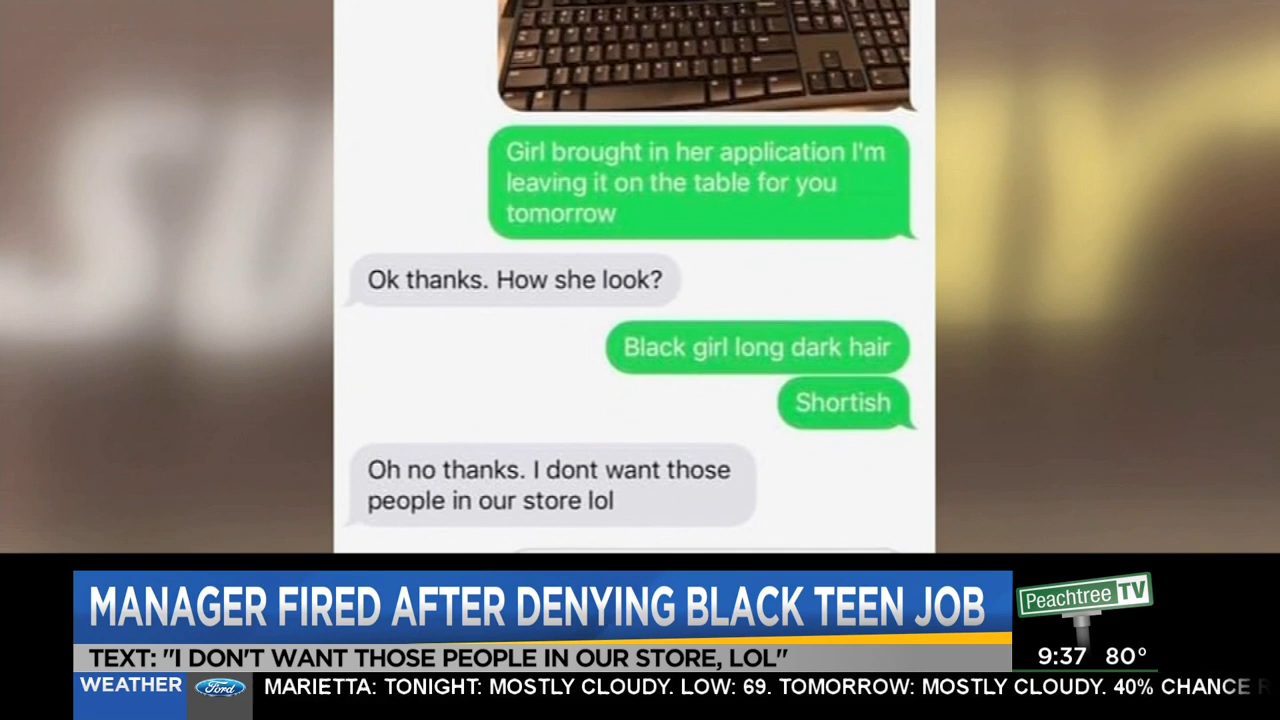 Girl brought in her application I'm
leaving it on the table for you
tomorrow
Ok thanks. How she look?
Black girl long dark hair
Shortish
Oh no thanks. I dont want those
people in our store lol
MANAGER FIRED AFTER DENYING BLACK TEEN JOB
TEXT: "I DON'T WANT THOSE PEOPLE IN OUR STORE, LOL"
Peachtree TV
9:37 80°
WEATHER Ford MARIETTA: TONIGHT: MOSTLY CLOUDY. LOW: 69. TOMORROW: MOSTLY CLOUDY. 40% CHANCE